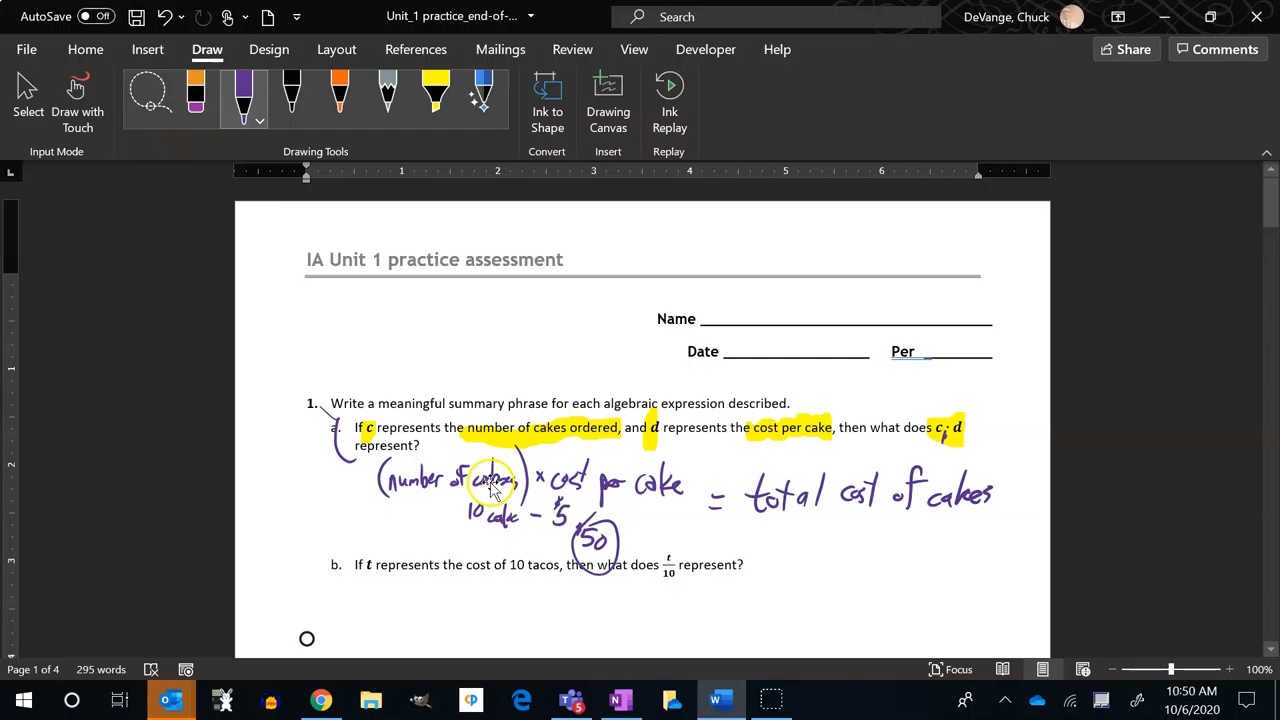 AutoSave Off Unit_1 practice_end-of-... Search DeVange, Chuck
File Home Insert Draw Design Layout References Mailings Review View Developer Help Share Comments
Select Draw with Touch Ink to Shape Drawing Canvas Ink Replay
Input Mode Drawing Tools Convert Insert Replay
1 2 3 4 5 6
IA Unit 1 practice assessment
Name
Date Per
1. Write a meaningful summary phrase for each algebraic expression described.
a. If c represents the number of cakes ordered, and d represents the cost per cake, then what does c · d
represent?
(number of cakes) × cost per cake = total cost of cakes
10 cake - $5
$50
b. If t represents the cost of 10 tacos, then what does t/10 represent?
Page 1 of 4 295 words Focus 100%
10:50 AM
10/6/2020